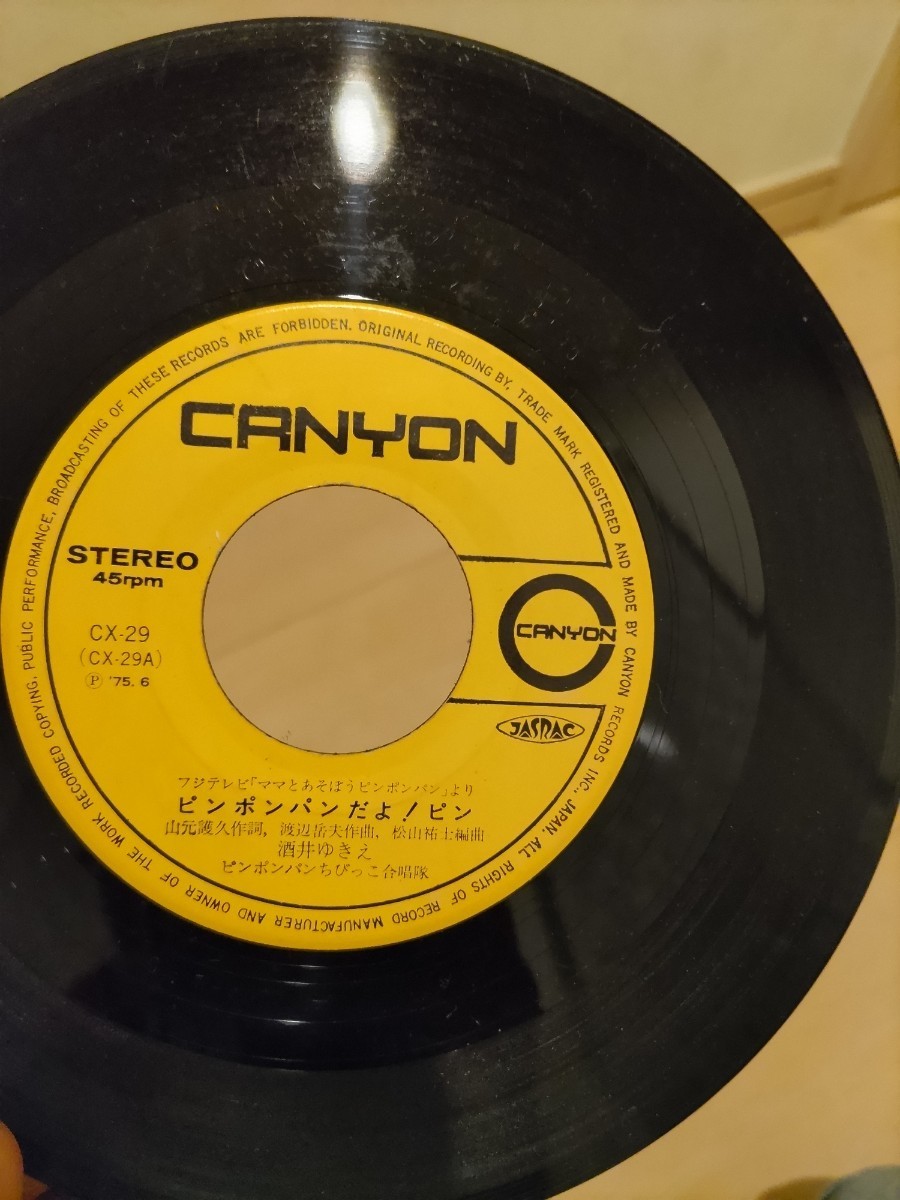 WORK RECORDED COPYING, PUBLIC PERFORMANCE, BROADCASTING OF THESE RECORDS ARE FORBIDDEN. ORIGINAL RECORDING BY, TRADE MARK REGISTERED AND MADE BY CANYON RECORDS INC., JAPAN. ALL RIGHTS OF RECORD MANUFACTURER AND OWNER OF THE
CANYON
STEREO
45rpm
CANYON
CX-29
(CX-29A)
Ⓟ '75. 6
JASRAC
フジテレビ「ママとあそぼうピンポンパン」より
ピンポンパンだよ!ピン
山元護久作詞, 渡辺岳夫作曲, 松山祐士編曲
酒井ゆきえ
ピンポンパンちびっこ合唱隊